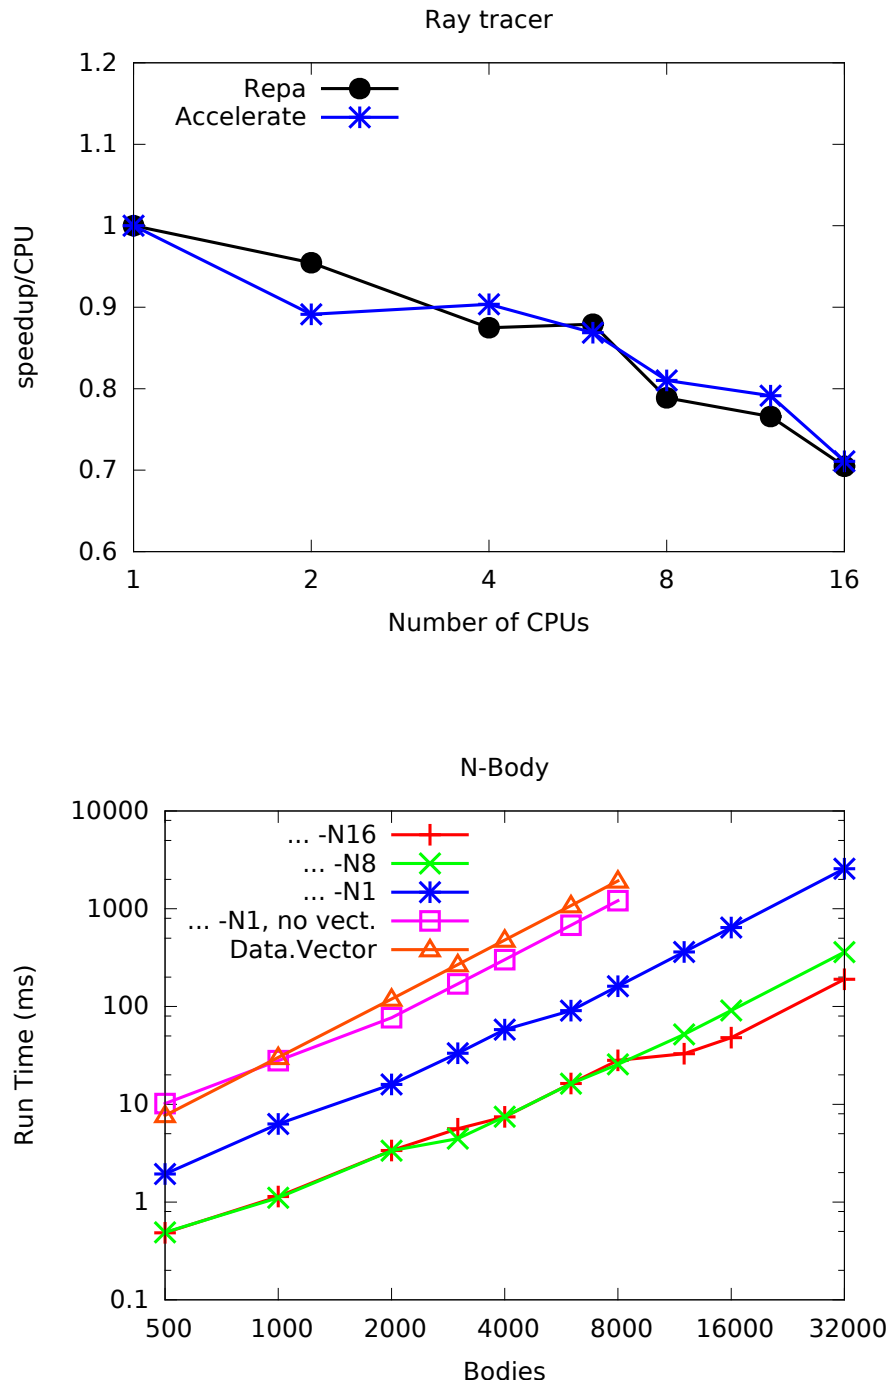 Ray tracer
1.2
1.1
1
0.9
0.8
0.7
0.6
speedup/CPU
Repa
Accelerate
1 2 4 8 16
Number of CPUs
N-Body
10000
1000
100
10
1
0.1
Run Time (ms)
... -N16
... -N8
... -N1
... -N1, no vect.
Data.Vector
500 1000 2000 4000 8000 16000 32000
Bodies